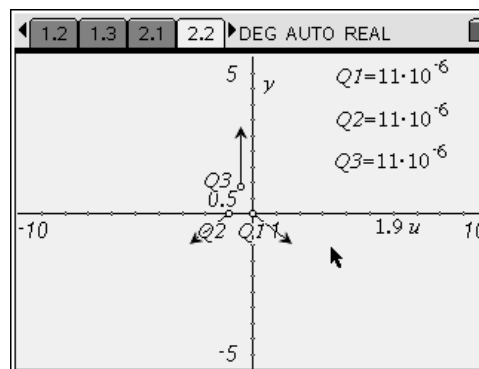 1.2 1.3 2.1 2.2 DEG AUTO REAL
5 y
Q1=11·10⁻⁶
Q2=11·10⁻⁶
Q3=11·10⁻⁶
Q3
0.5
-10 Q2 Q1 1 1.9 u 10
-5